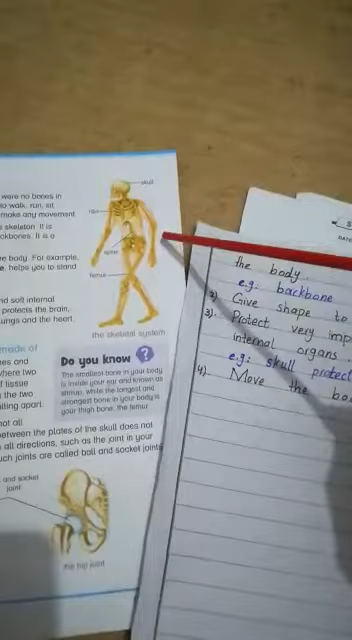 were no bones in
to walk, run, sit
make any movement
skeleton. It is
ckbones. It is a
e body. For example,
helps you to stand
nd soft internal
protects the brain,
ungs and the heart.
skull
ribs
spine
femur
the skeletal system
made of
nes and
where two
f tissue
n the two
lling apart.
not all
Do you know ?
The smallest bone in your body
is inside your ear and known as
stirrup, while the longest and
strongest bone in your body is
your thigh bone, the femur
between the plates of the skull does not
all directions, such as the joint in your
uch joints are called ball and socket joints
and socket
joint
the hip joint
the body.
e.g: backbone
2) Give shape to
3). Protect very imp
internal organs.
e.g: skull protect
4). Move the bo